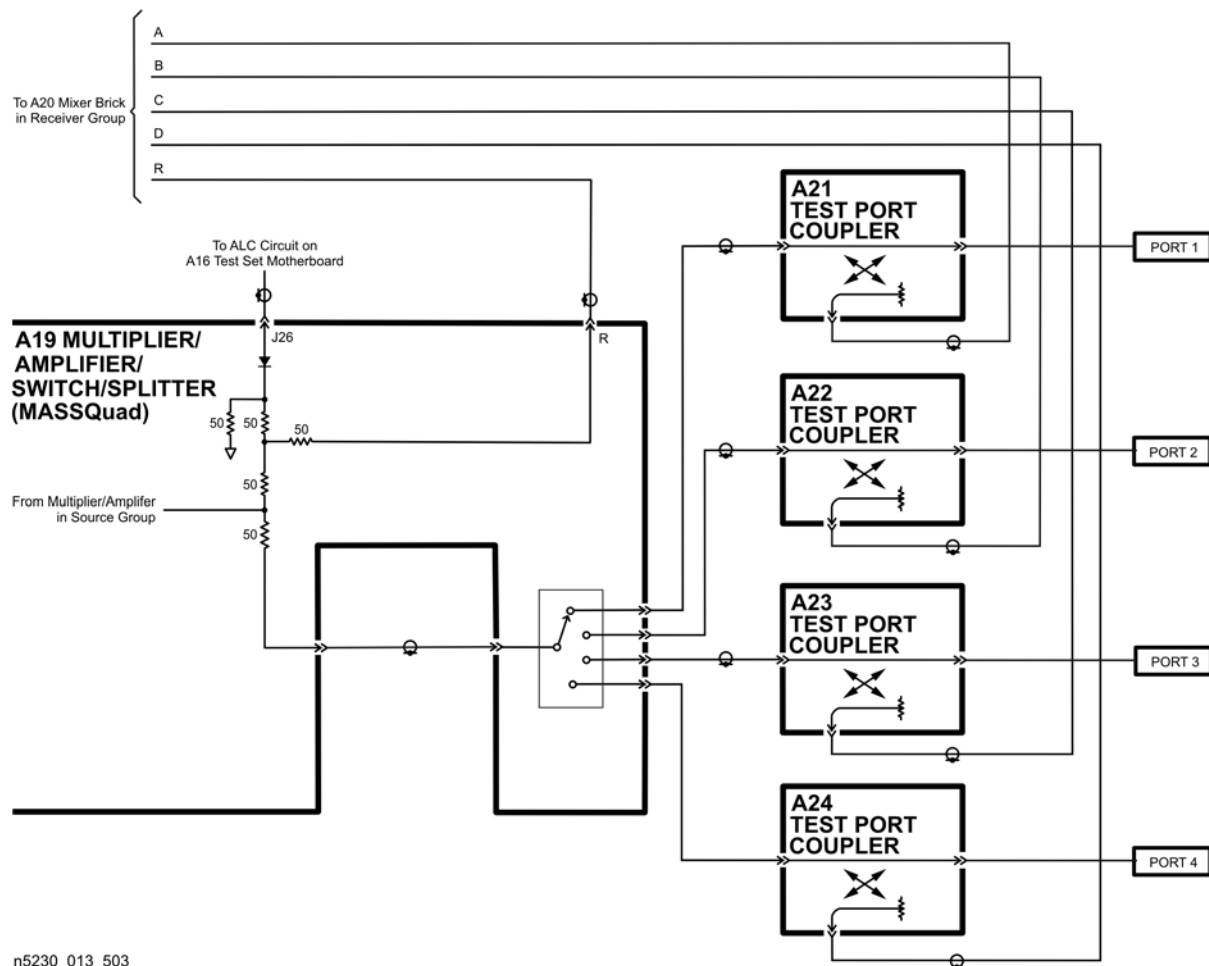 A
B
To A20 Mixer Brick
in Receiver Group
C
D
R
To ALC Circuit on
A16 Test Set Motherboard
J26
R
A19 MULTIPLIER/
AMPLIFIER/
SWITCH/SPLITTER
(MASSQuad)
50
50
50
50
From Multiplier/Amplifer
in Source Group
50
A21
TEST PORT
COUPLER
PORT 1
A22
TEST PORT
COUPLER
PORT 2
A23
TEST PORT
COUPLER
PORT 3
A24
TEST PORT
COUPLER
PORT 4
n5230_013_503